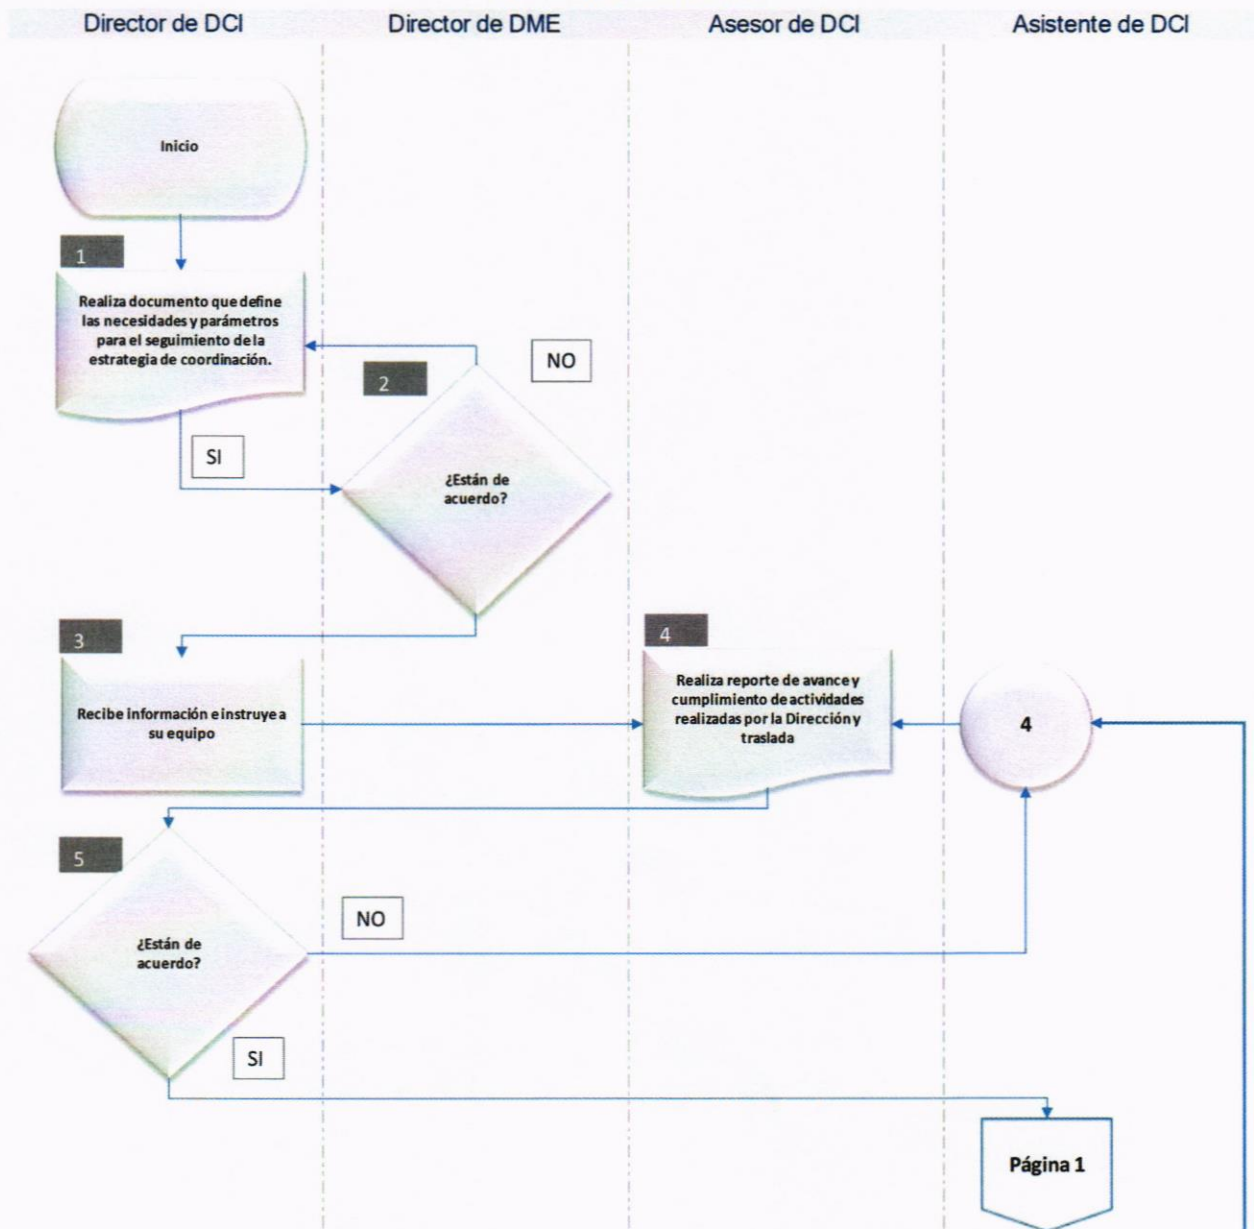 Director de DCI
Director de DME
Asesor de DCI
Asistente de DCI
Inicio
1
Realiza documento que define
las necesidades y parámetros
para el seguimiento de la
estrategia de coordinación.
NO
2
SI
¿Están de
acuerdo?
3
Recibe información e instruye a
su equipo
4
Realiza reporte de avance y
cumplimiento de actividades
realizadas por la Dirección y
traslada
4
5
¿Están de
acuerdo?
NO
SI
Página 1